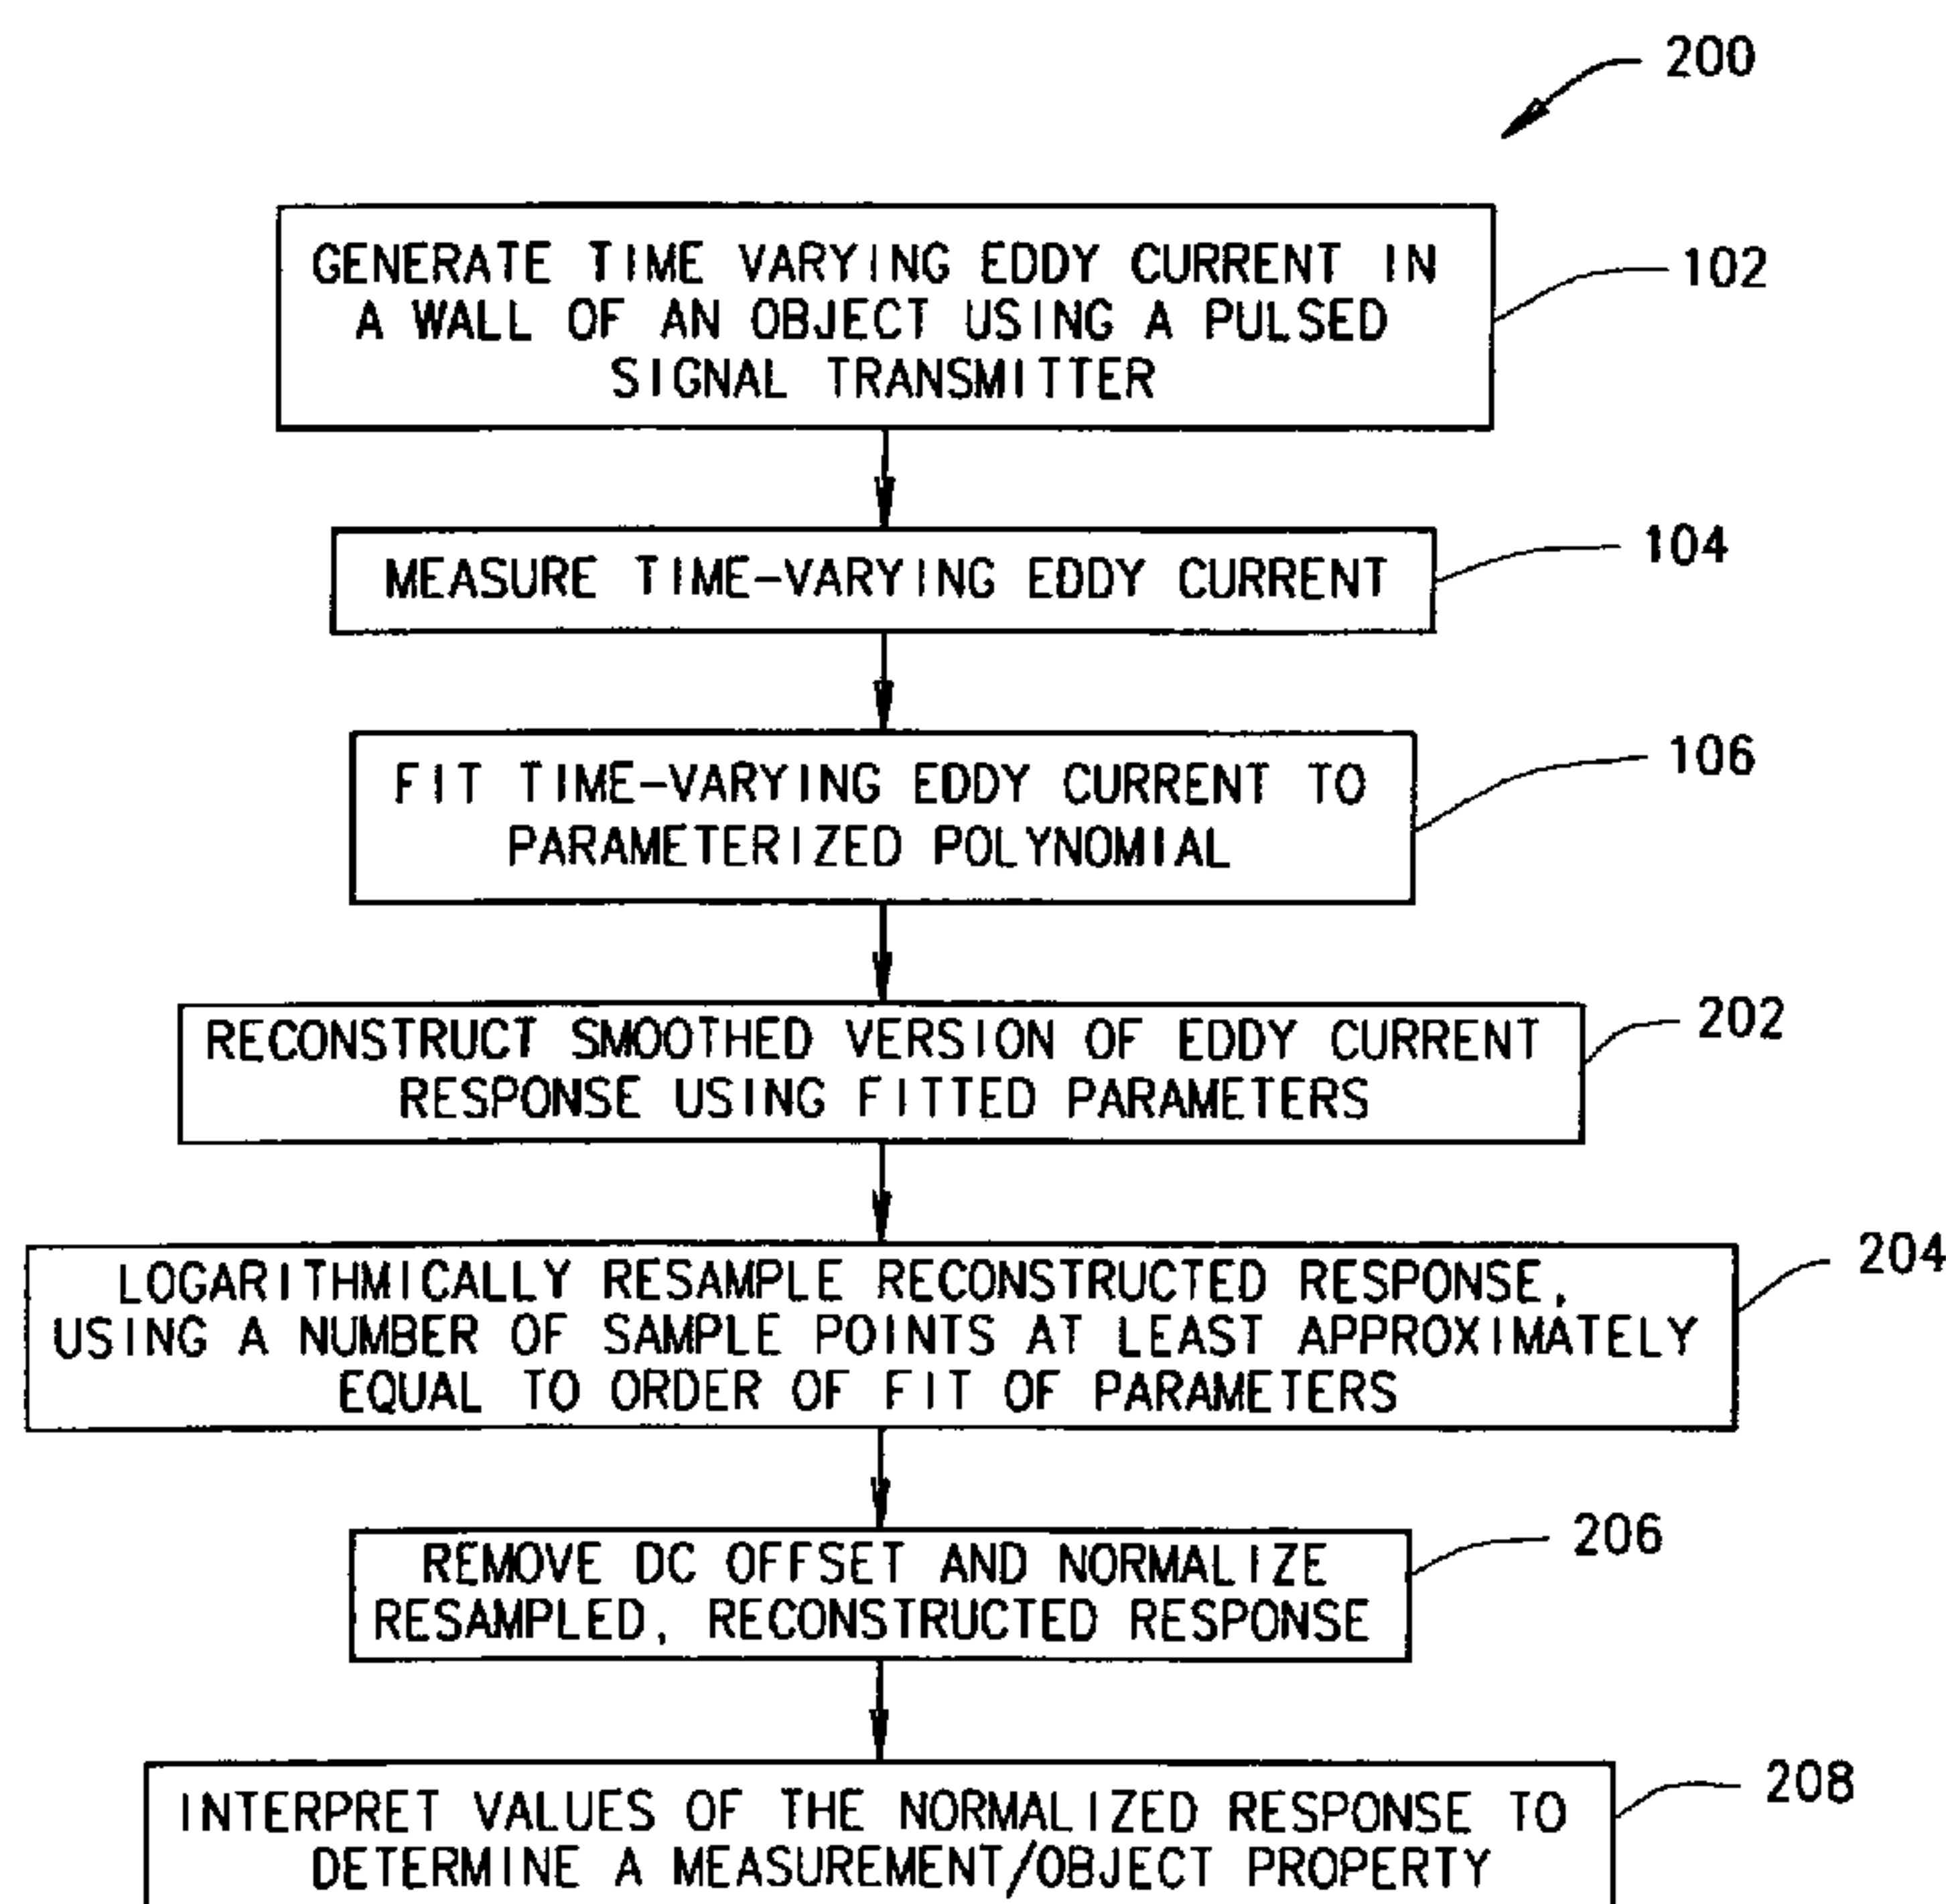 200
GENERATE TIME VARYING EDDY CURRENT IN
A WALL OF AN OBJECT USING A PULSED
SIGNAL TRANSMITTER
102
MEASURE TIME-VARYING EDDY CURRENT
104
FIT TIME-VARYING EDDY CURRENT TO
PARAMETERIZED POLYNOMIAL
106
RECONSTRUCT SMOOTHED VERSION OF EDDY CURRENT
RESPONSE USING FITTED PARAMETERS
202
LOGARITHMICALLY RESAMPLE RECONSTRUCTED RESPONSE,
USING A NUMBER OF SAMPLE POINTS AT LEAST APPROXIMATELY
EQUAL TO ORDER OF FIT OF PARAMETERS
204
REMOVE DC OFFSET AND NORMALIZE
RESAMPLED, RECONSTRUCTED RESPONSE
206
INTERPRET VALUES OF THE NORMALIZED RESPONSE TO
DETERMINE A MEASUREMENT/OBJECT PROPERTY
208